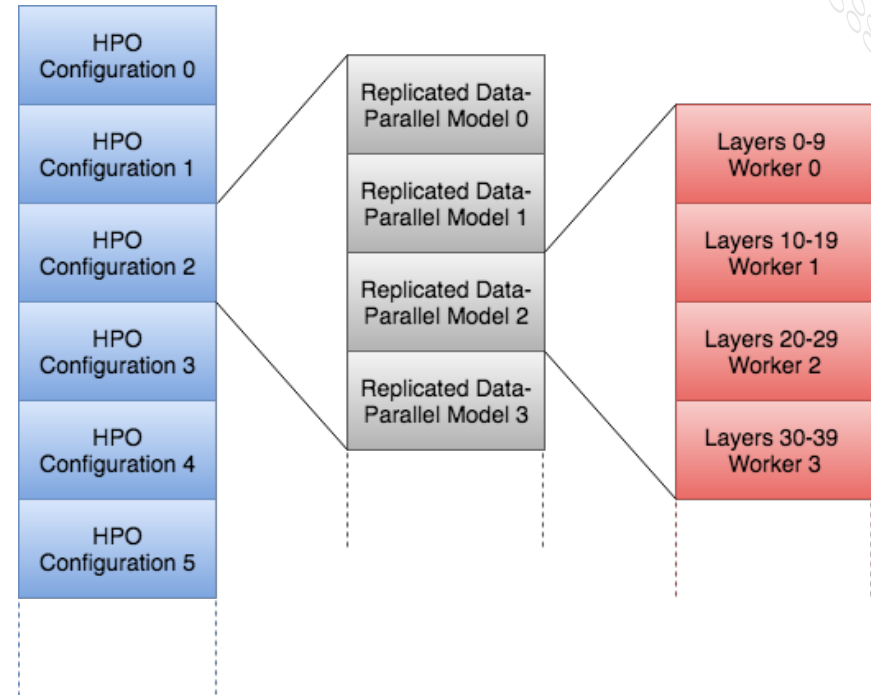 HPO
Configuration 0
HPO
Configuration 1
HPO
Configuration 2
HPO
Configuration 3
HPO
Configuration 4
HPO
Configuration 5
Replicated Data-
Parallel Model 0
Replicated Data-
Parallel Model 1
Replicated Data-
Parallel Model 2
Replicated Data-
Parallel Model 3
Layers 0-9
Worker 0
Layers 10-19
Worker 1
Layers 20-29
Worker 2
Layers 30-39
Worker 3